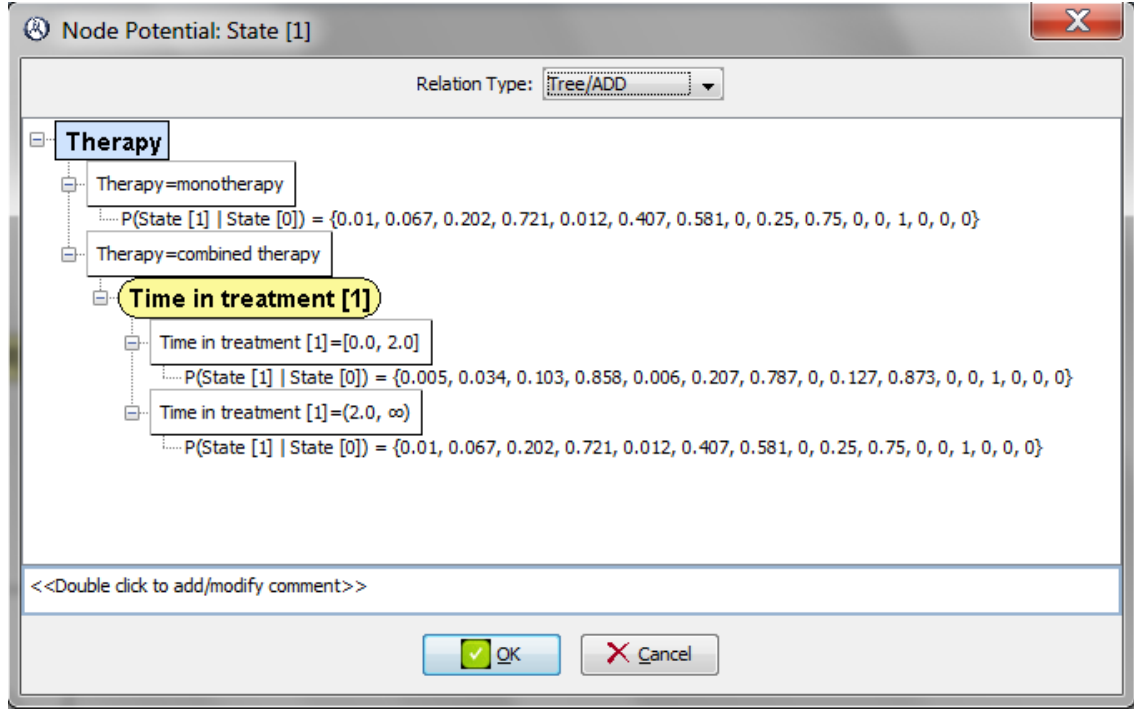 Node Potential: State [1]
Relation Type: Tree/ADD
Therapy
Therapy=monotherapy
P(State [1] | State [0]) = {0.01, 0.067, 0.202, 0.721, 0.012, 0.407, 0.581, 0, 0.25, 0.75, 0, 0, 1, 0, 0, 0}
Therapy=combined therapy
Time in treatment [1]
Time in treatment [1]=[0.0, 2.0]
P(State [1] | State [0]) = {0.005, 0.034, 0.103, 0.858, 0.006, 0.207, 0.787, 0, 0.127, 0.873, 0, 0, 1, 0, 0, 0}
Time in treatment [1]=(2.0, ∞)
P(State [1] | State [0]) = {0.01, 0.067, 0.202, 0.721, 0.012, 0.407, 0.581, 0, 0.25, 0.75, 0, 0, 1, 0, 0, 0}
<<Double click to add/modify comment>>
OK Cancel